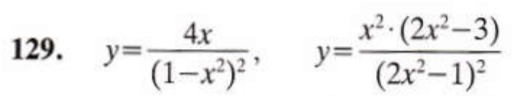 129. y=4x/(1–x²)², y=x²·(2x²–3)/(2x²–1)²